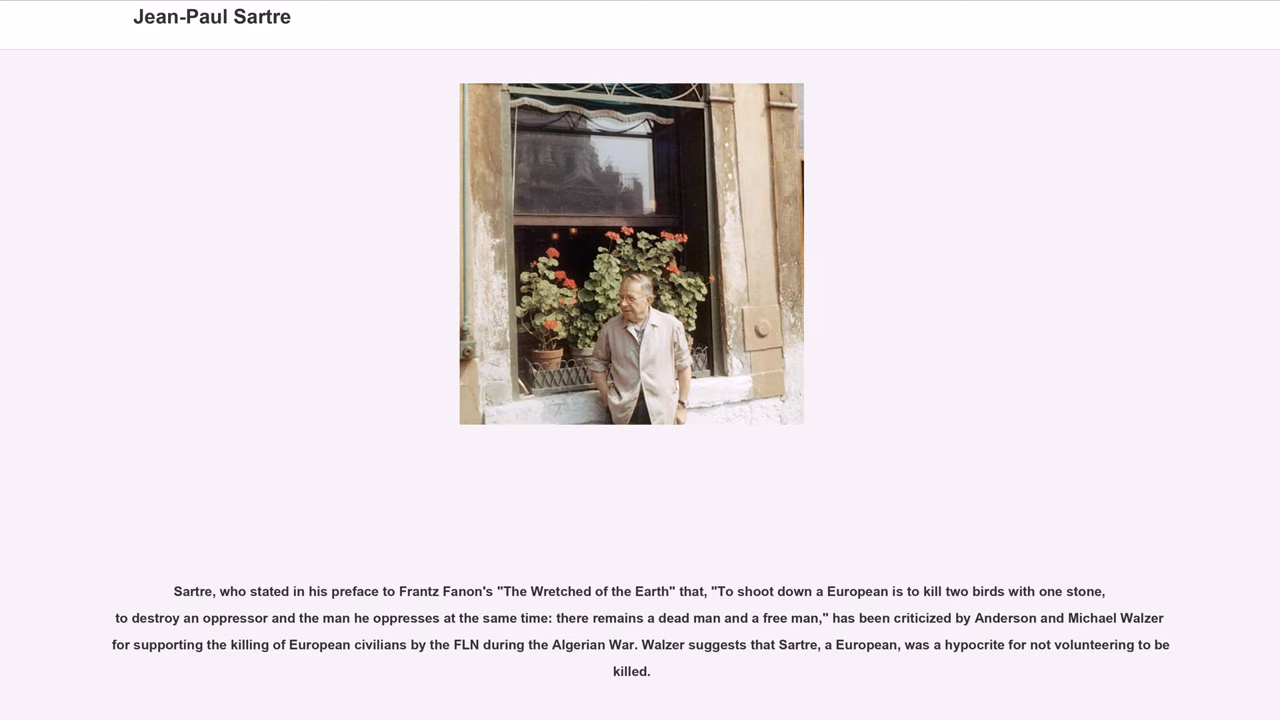 Jean-Paul Sartre
Sartre, who stated in his preface to Frantz Fanon's "The Wretched of the Earth" that, "To shoot down a European is to kill two birds with one stone,
to destroy an oppressor and the man he oppresses at the same time: there remains a dead man and a free man," has been criticized by Anderson and Michael Walzer
for supporting the killing of European civilians by the FLN during the Algerian War. Walzer suggests that Sartre, a European, was a hypocrite for not volunteering to be
killed.